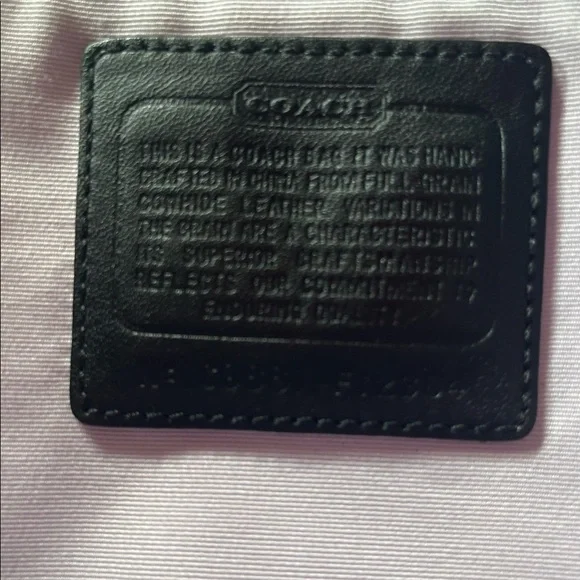 COACH
THIS IS A COACH BAG. IT WAS HAND-
CRAFTED IN CHINA FROM FULL GRAIN
COWHIDE LEATHER. VARIATIONS IN
THE GRAIN ARE A CHARACTERISTIC
ITS SUPERIOR CRAFTSMANSHIP
REFLECTS OUR COMMITMENT TO
ENDURING QUALITY.